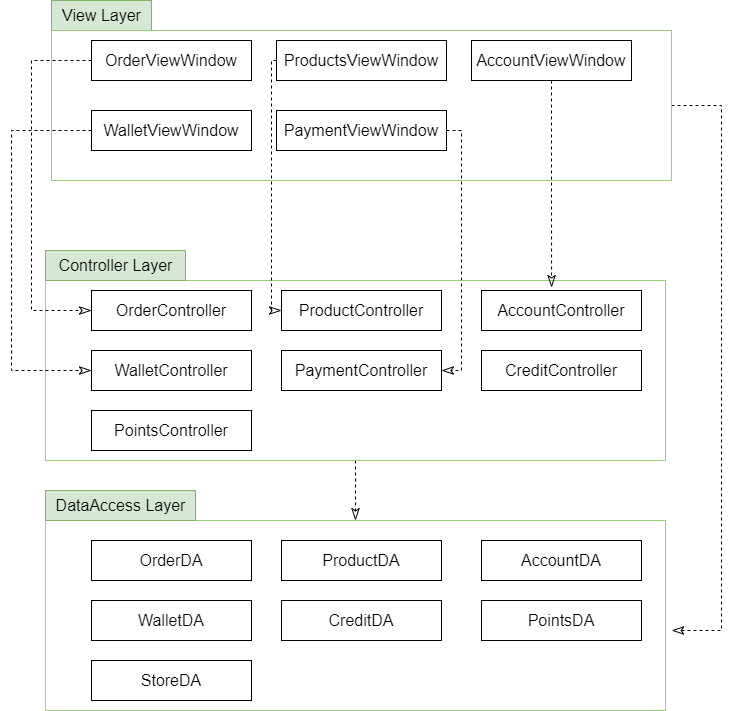 View Layer
OrderViewWindow
ProductsViewWindow
AccountViewWindow
WalletViewWindow
PaymentViewWindow
Controller Layer
OrderController
ProductController
AccountController
WalletController
PaymentController
CreditController
PointsController
DataAccess Layer
OrderDA
ProductDA
AccountDA
WalletDA
CreditDA
PointsDA
StoreDA